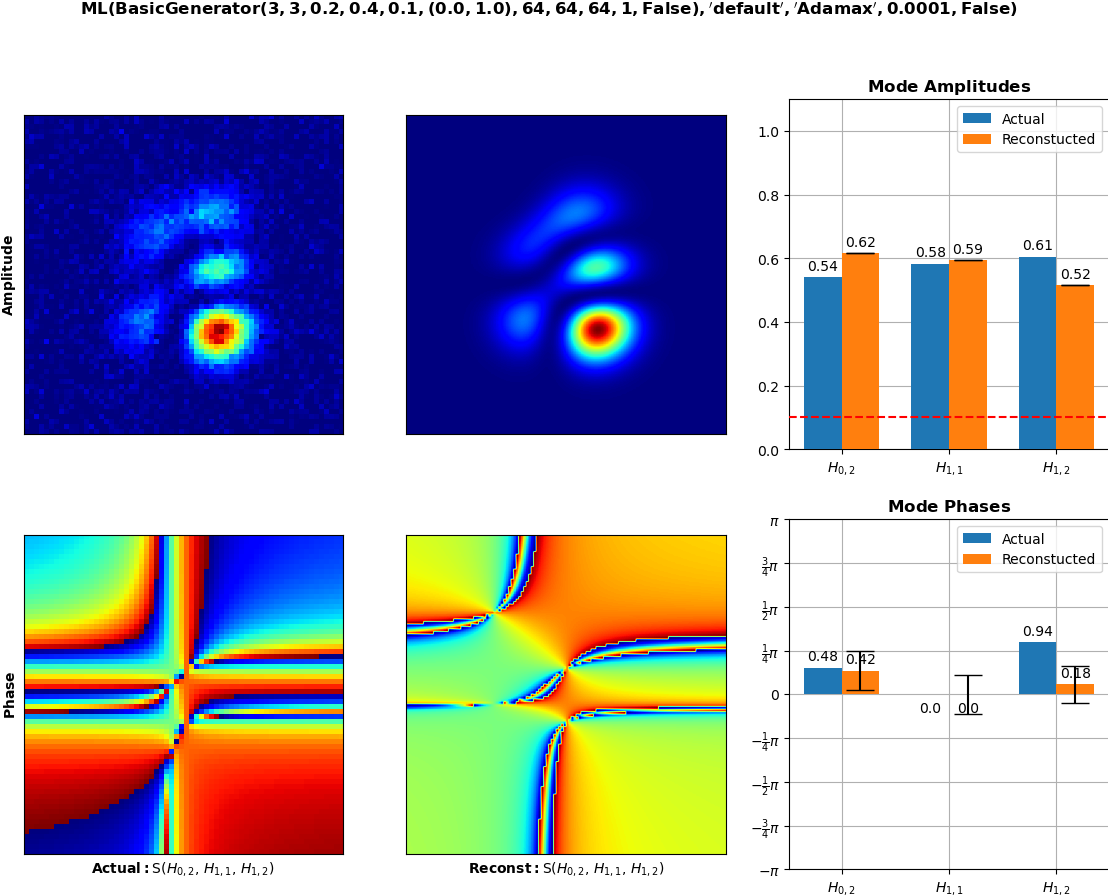 ML(BasicGenerator(3, 3, 0.2, 0.4, 0.1, (0.0, 1.0), 64, 64, 64, 1, False), ′default′, ′Adamax′, 0.0001, False)
Mode Amplitudes
Actual
Reconstucted
1.0
0.8
0.6
0.4
0.2
0.0
0.54
0.62
0.58
0.59
0.61
0.52
H0, 2
H1, 1
H1, 2
Amplitude
Mode Phases
Actual
Reconstucted
π
3/4π
1/2π
1/4π
0
−1/4π
−1/2π
−3/4π
−π
0.48
0.42
0.0
0.0
0.94
0.18
H0, 2
H1, 1
H1, 2
Phase
Actual: S(H0, 2, H1, 1, H1, 2)
Reconst: S(H0, 2, H1, 1, H1, 2)